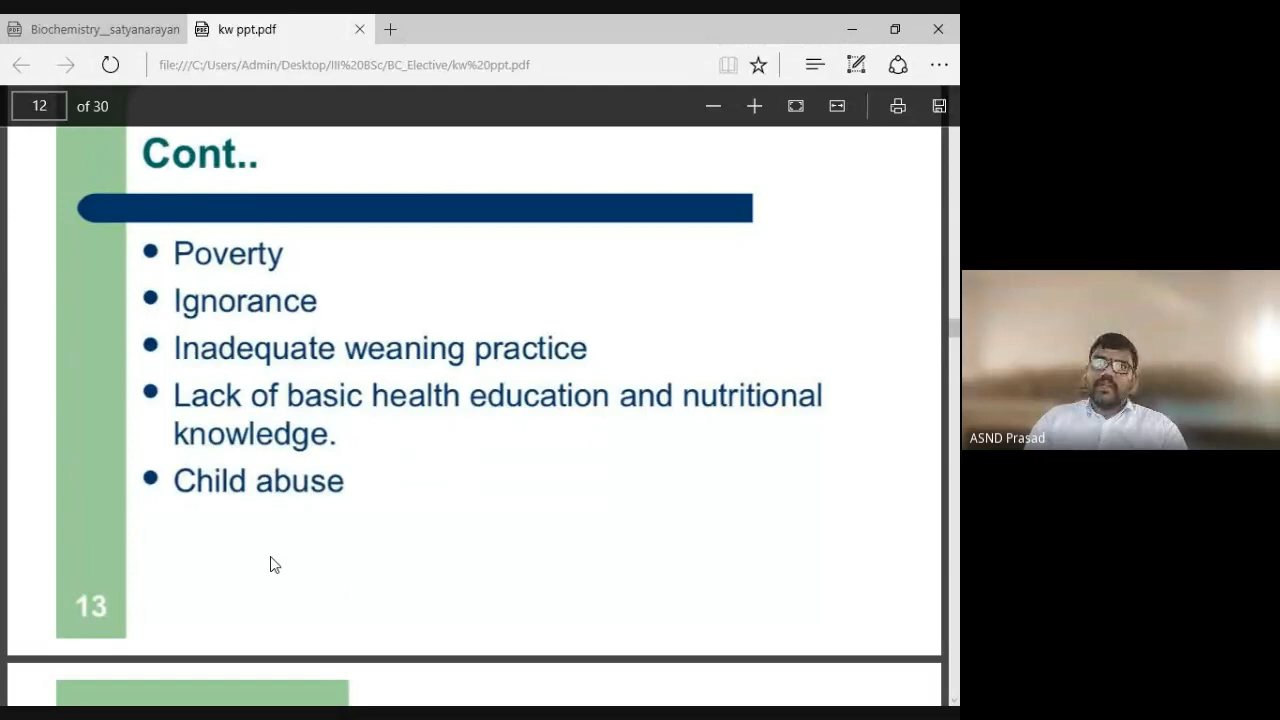 Biochemistry__satyanarayan
kw ppt.pdf
file:///C:/Users/Admin/Desktop/III%20BSc/BC_Elective/kw%20ppt.pdf
12 of 30
Cont..
Poverty
Ignorance
Inadequate weaning practice
Lack of basic health education and nutritional
knowledge.
Child abuse
13
ASND Prasad